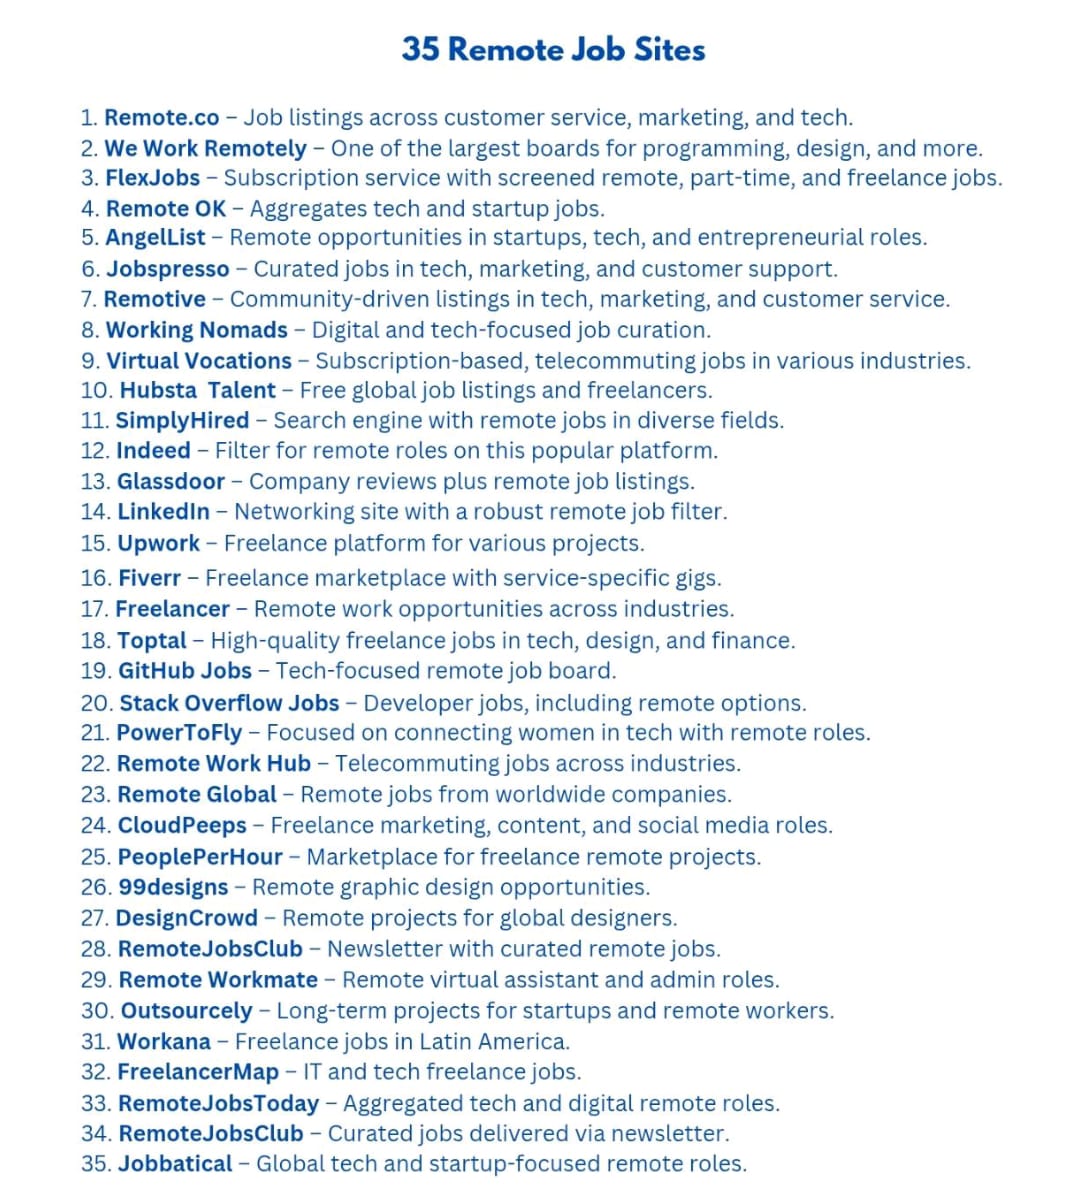 35 Remote Job Sites
1. Remote.co – Job listings across customer service, marketing, and tech.
2. We Work Remotely – One of the largest boards for programming, design, and more.
3. FlexJobs – Subscription service with screened remote, part-time, and freelance jobs.
4. Remote OK – Aggregates tech and startup jobs.
5. AngelList – Remote opportunities in startups, tech, and entrepreneurial roles.
6. Jobspresso – Curated jobs in tech, marketing, and customer support.
7. Remotive – Community-driven listings in tech, marketing, and customer service.
8. Working Nomads – Digital and tech-focused job curation.
9. Virtual Vocations – Subscription-based, telecommuting jobs in various industries.
10. Hubsta  Talent – Free global job listings and freelancers.
11. SimplyHired – Search engine with remote jobs in diverse fields.
12. Indeed – Filter for remote roles on this popular platform.
13. Glassdoor – Company reviews plus remote job listings.
14. LinkedIn – Networking site with a robust remote job filter.
15. Upwork – Freelance platform for various projects.
16. Fiverr – Freelance marketplace with service-specific gigs.
17. Freelancer – Remote work opportunities across industries.
18. Toptal – High-quality freelance jobs in tech, design, and finance.
19. GitHub Jobs – Tech-focused remote job board.
20. Stack Overflow Jobs – Developer jobs, including remote options.
21. PowerToFly – Focused on connecting women in tech with remote roles.
22. Remote Work Hub – Telecommuting jobs across industries.
23. Remote Global – Remote jobs from worldwide companies.
24. CloudPeeps – Freelance marketing, content, and social media roles.
25. PeoplePerHour – Marketplace for freelance remote projects.
26. 99designs – Remote graphic design opportunities.
27. DesignCrowd – Remote projects for global designers.
28. RemoteJobsClub – Newsletter with curated remote jobs.
29. Remote Workmate – Remote virtual assistant and admin roles.
30. Outsourcely – Long-term projects for startups and remote workers.
31. Workana – Freelance jobs in Latin America.
32. FreelancerMap – IT and tech freelance jobs.
33. RemoteJobsToday – Aggregated tech and digital remote roles.
34. RemoteJobsClub – Curated jobs delivered via newsletter.
35. Jobbatical – Global tech and startup-focused remote roles.